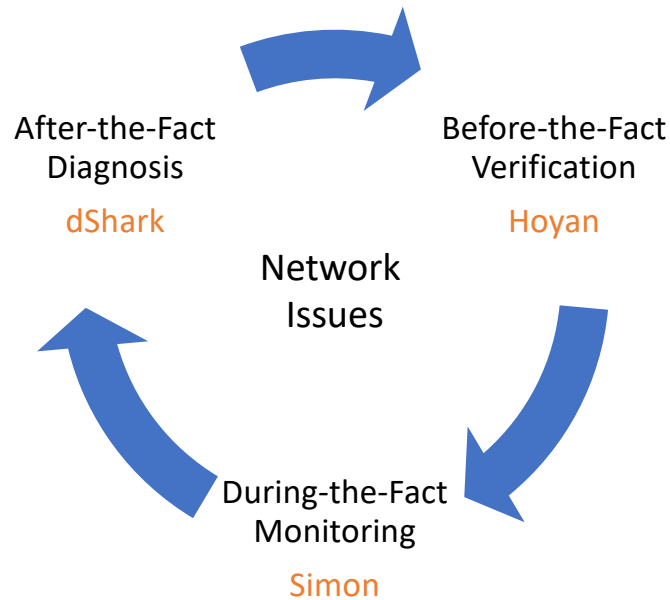 After-the-Fact
Diagnosis
dShark
Before-the-Fact
Verification
Hoyan
Network
Issues
During-the-Fact
Monitoring
Simon